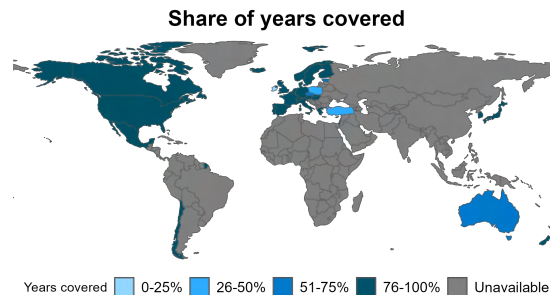 Share of years covered
Years covered 0-25% 26-50% 51-75% 76-100% Unavailable